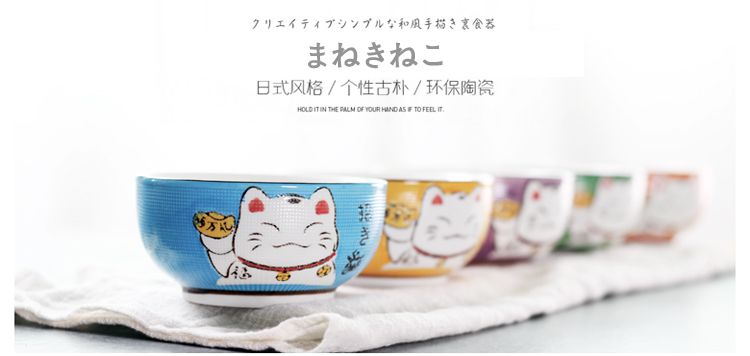 クリエイティブシンプルな和風手描き裏食器
まねきねこ
日式风格 / 个性古朴 / 环保陶瓷
HOLD IT IN THE PALM OF YOUR HAND AS IF TO FEEL IT.
福